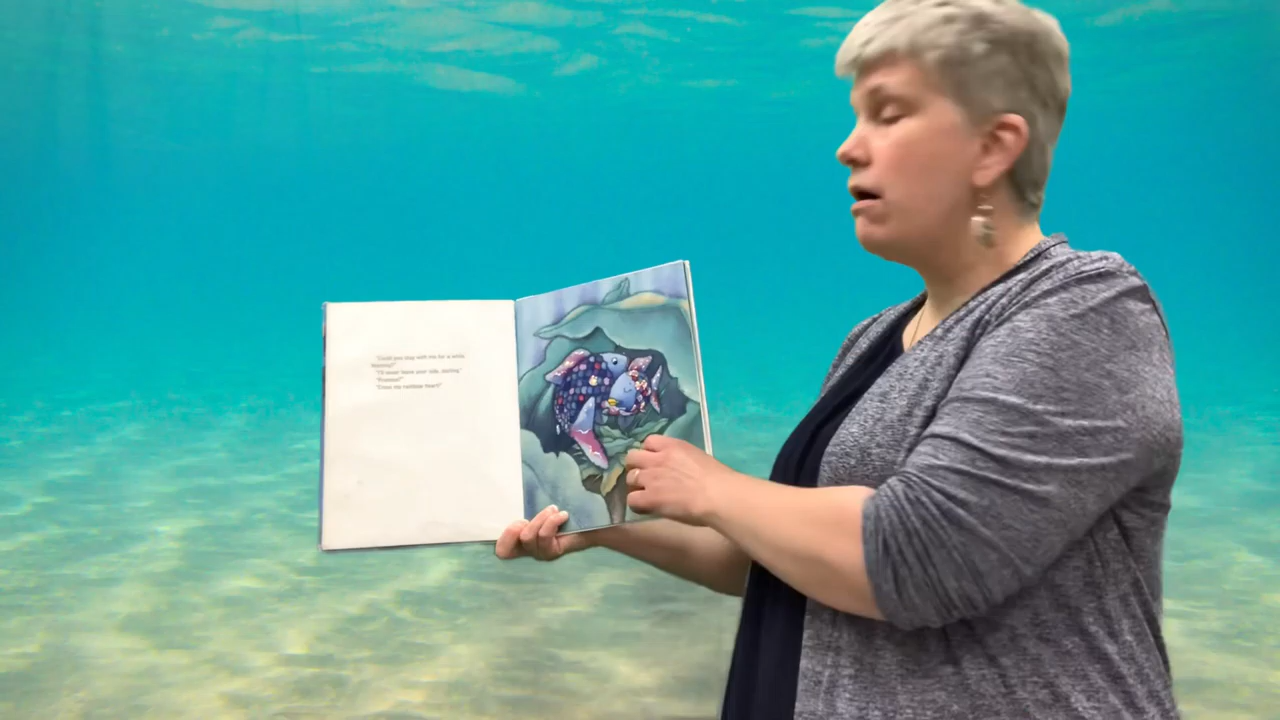 "Could you stay with me for a while,
Mommy?"
"I'll never leave your side, darling."
"Promise?"
"Cross my rainbow heart!"